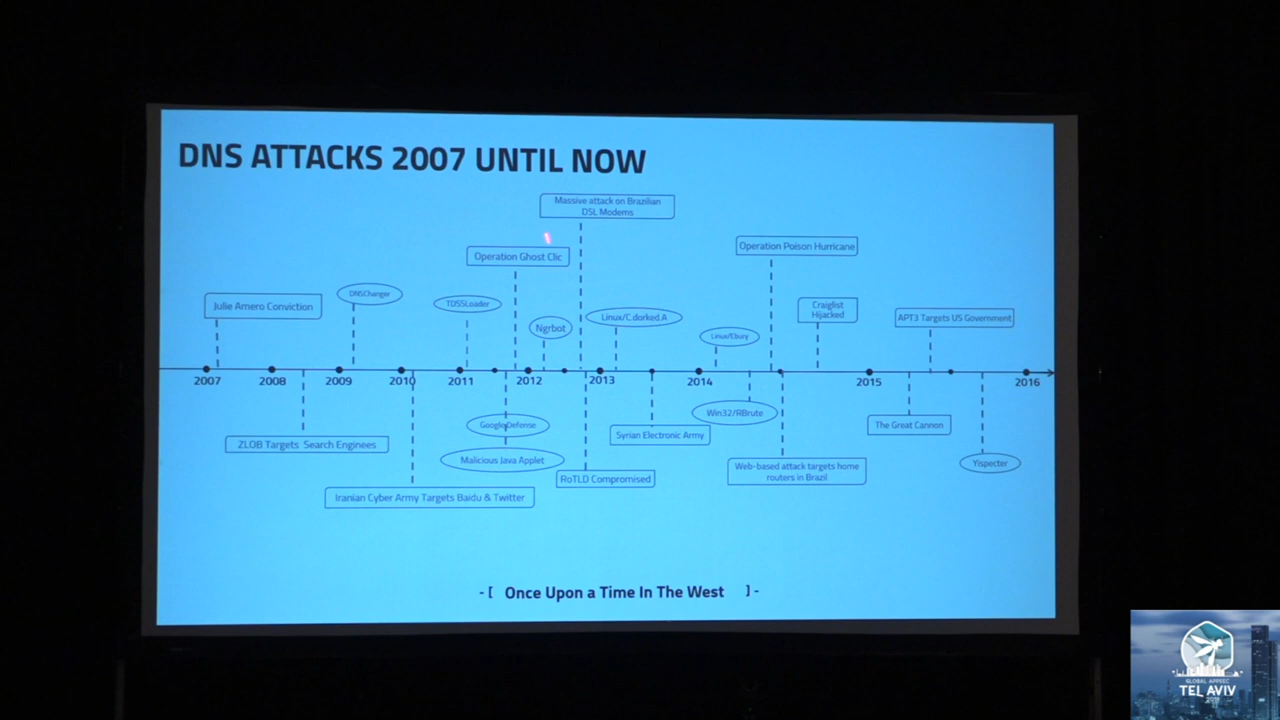 DNS ATTACKS 2007 UNTIL NOW
Massive attack on Brazilian
DSL Modems
Operation Ghost Clic
Operation Poison Hurricane
Julie Amero Conviction
DNSChanger
TDSSLoader
Ngrbot
Linux/C.dorked.A
Linux/Ebury
Craiglist
Hijacked
APT3 Targets US Government
2007 2008 2009 2010 2011 2012 2013 2014 2015 2016
ZLOB Targets Search Enginees
Iranian Cyber Army Targets Baidu & Twitter
Google Defense
Malicious Java Applet
RoTLD Compromised
Syrian Electronic Army
Win32/RBrute
Web-based attack targets home
routers in Brazil
The Great Cannon
Yispecter
-[ Once Upon a Time In The West ]-
GLOBAL APPSEC
TEL AVIV